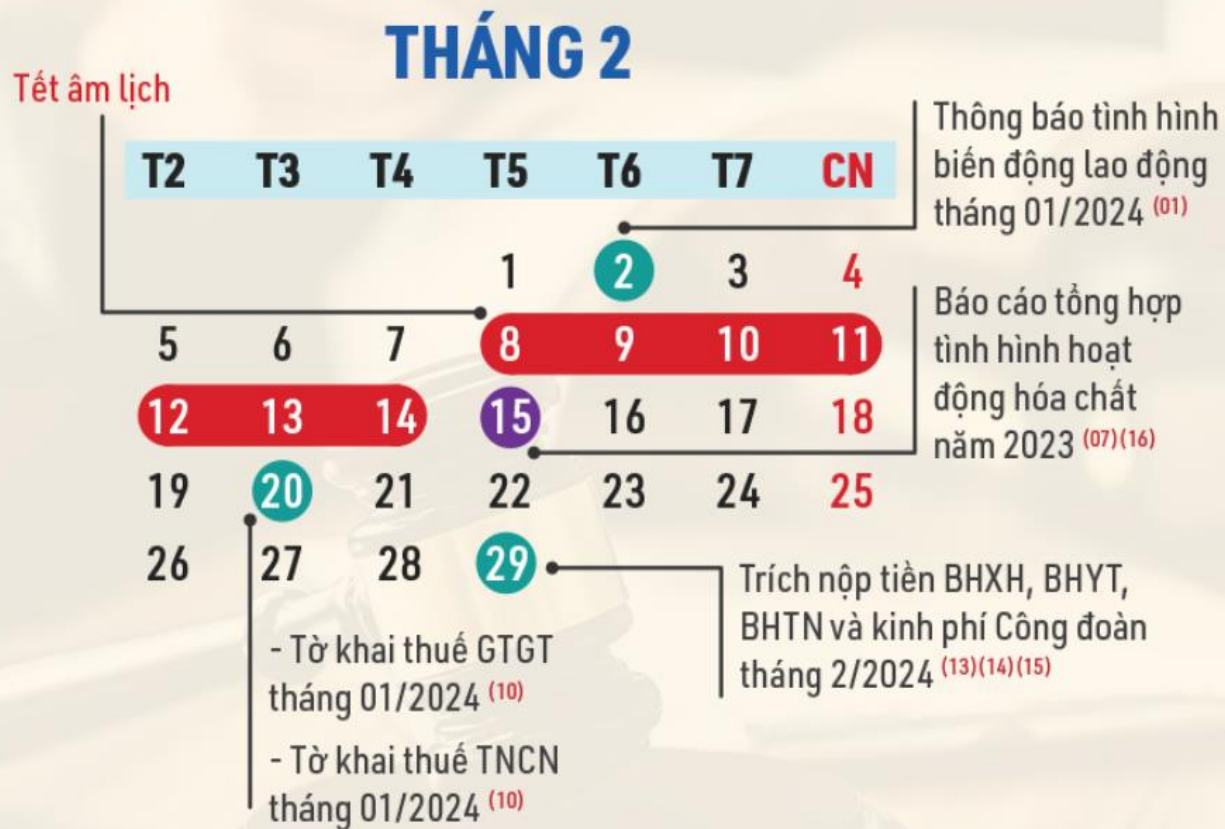 THÁNG 2
Tết âm lịch
Thông báo tình hình
biến động lao động
tháng 01/2024 (01)
T2 T3 T4 T5 T6 T7 CN
1 2 3 4
5 6 7 8 9 10 11
12 13 14 15 16 17 18
19 20 21 22 23 24 25
26 27 28 29
Báo cáo tổng hợp
tình hình hoạt
động hóa chất
năm 2023 (07)(16)
- Tờ khai thuế GTGT
tháng 01/2024 (10)
- Tờ khai thuế TNCN
tháng 01/2024 (10)
Trích nộp tiền BHXH, BHYT,
BHTN và kinh phí Công đoàn
tháng 2/2024 (13)(14)(15)